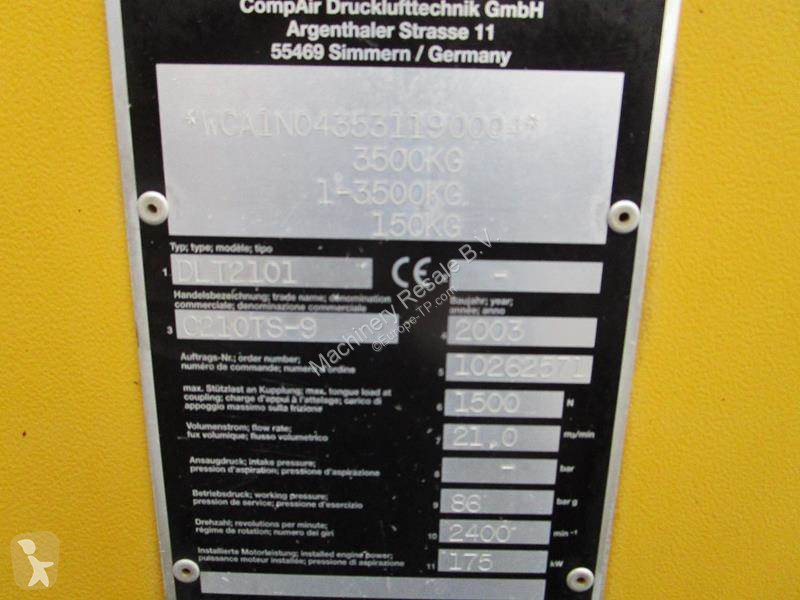 CompAir Drucklufttechnik GmbH
Argenthaler Strasse 11
55469 Simmern / Germany
*WCA1N043531190004*
3500KG
1-3500KG
150KG
Typ; type; modèle; tipo
1 DLT2101
CE
2 -
Handelsbezeichnung; trade name; dénomination
commerciale; denominazione commerciale
3 C210TS-9
Baujahr; year;
année; anno
4 2003
Auftrags-Nr.; order number;
numéro de commande; numero d'ordine
5 10262571
max. Stützlast an Kupplung; max. tongue load at
coupling; charge d'appui à l'attelage; carico di
appoggio massimo sulla frizione
6 1500 N
Volumenstrom; flow rate;
fux volumique; flusso volumetrico
7 21,0 m³/min
Ansaugdruck; intake pressure;
pression d'aspiration; pressione d'aspirazione
8 - bar
Betriebsdruck; working pressure;
pression de service; pressione d'esercizio
9 86 bar g
Drehzahl; revolutions per minute;
régime de rotation; numero dei giri
10 2400 min⁻¹
Installierte Motorleistung; installed engine power;
puissance moteur installée; pressione di aspirazione
11 175 kW
Machinery Resale B.V.
©Europe-TP.com